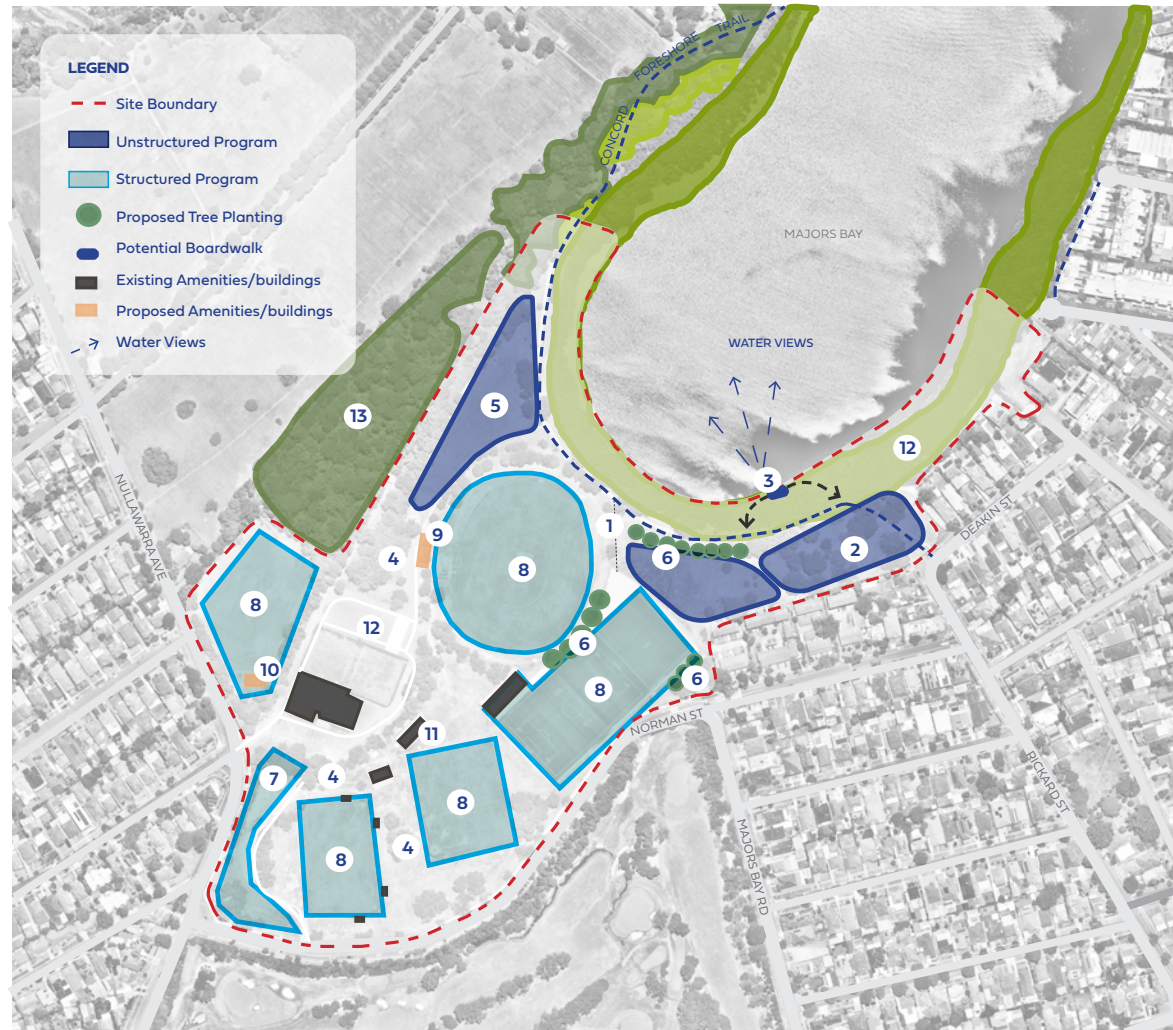 LEGEND
Site Boundary
Unstructured Program
Structured Program
Proposed Tree Planting
Potential Boardwalk
Existing Amenities/buildings
Proposed Amenities/buildings
Water Views
CONCORD FORESHORE TRAIL
MAJORS BAY
WATER VIEWS
13
5
12
3
NULLAWARRA AVE
DEAKIN ST
9
1
2
4
8
6
8
12
6
10
8
6
NORMAN ST
11
7
4
RICKARD ST
8
4
8
MAJORS BAY RD